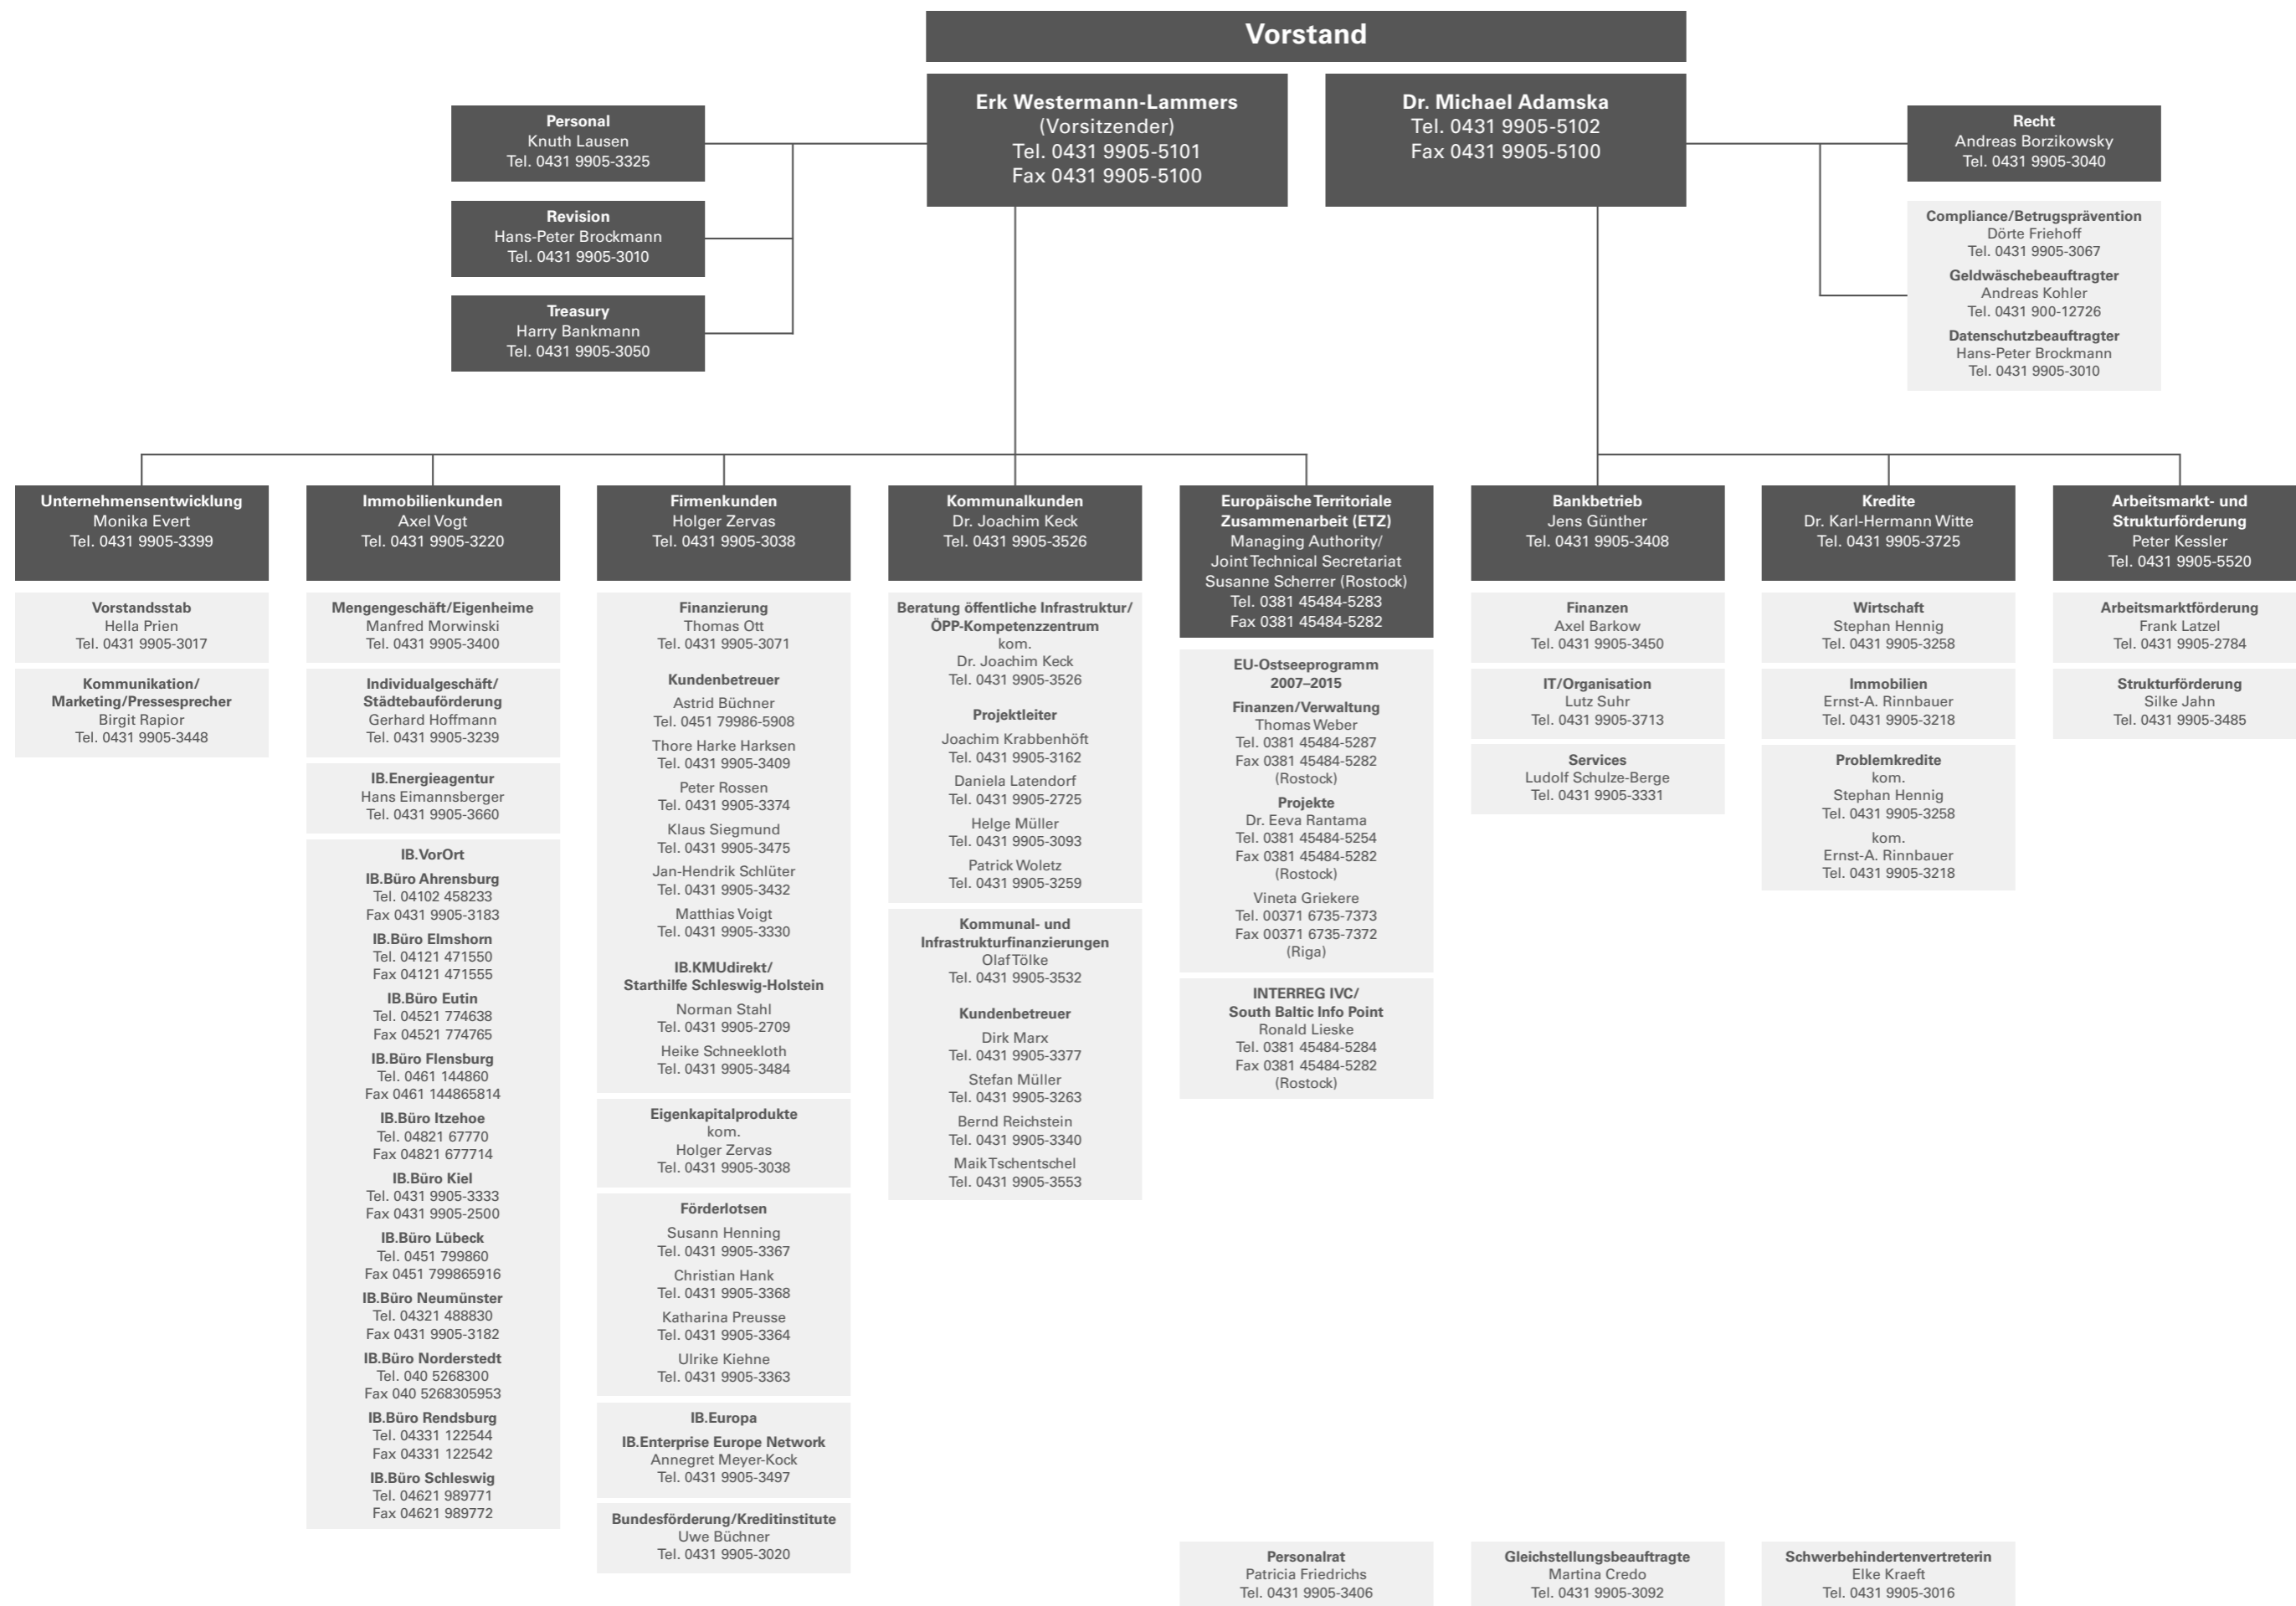 Vorstand
Erk Westermann-Lammers
(Vorsitzender)
Tel. 0431 9905-5101
Fax 0431 9905-5100
Dr. Michael Adamska
Tel. 0431 9905-5102
Fax 0431 9905-5100
Personal
Knuth Lausen
Tel. 0431 9905-3325
Revision
Hans-Peter Brockmann
Tel. 0431 9905-3010
Treasury
Harry Bankmann
Tel. 0431 9905-3050
Recht
Andreas Borzikowsky
Tel. 0431 9905-3040
Compliance/Betrugsprävention
Dörte Friehoff
Tel. 0431 9905-3067
Geldwäschebeauftragter
Andreas Kohler
Tel. 0431 900-12726
Datenschutzbeauftragter
Hans-Peter Brockmann
Tel. 0431 9905-3010
Unternehmensentwicklung
Monika Evert
Tel. 0431 9905-3399
Vorstandsstab
Hella Prien
Tel. 0431 9905-3017
Kommunikation/
Marketing/Pressesprecher
Birgit Rapior
Tel. 0431 9905-3448
Immobilienkunden
Axel Vogt
Tel. 0431 9905-3220
Mengengeschäft/Eigenheime
Manfred Morwinski
Tel. 0431 9905-3400
Individualgeschäft/
Städtebauförderung
Gerhard Hoffmann
Tel. 0431 9905-3239
IB.Energieagentur
Hans Eimannsberger
Tel. 0431 9905-3660
IB.VorOrt
IB.Büro Ahrensburg
Tel. 04102 458233
Fax 0431 9905-3183
IB.Büro Elmshorn
Tel. 04121 471550
Fax 04121 471555
IB.Büro Eutin
Tel. 04521 774638
Fax 04521 774765
IB.Büro Flensburg
Tel. 0461 144860
Fax 0461 144865814
IB.Büro Itzehoe
Tel. 04821 67770
Fax 04821 677714
IB.Büro Kiel
Tel. 0431 9905-3333
Fax 0431 9905-2500
IB.Büro Lübeck
Tel. 0451 799860
Fax 0451 799865916
IB.Büro Neumünster
Tel. 04321 488830
Fax 0431 9905-3182
IB.Büro Norderstedt
Tel. 040 5268300
Fax 040 5268305953
IB.Büro Rendsburg
Tel. 04331 122544
Fax 04331 122542
IB.Büro Schleswig
Tel. 04621 989771
Fax 04621 989772
Firmenkunden
Holger Zervas
Tel. 0431 9905-3038
Finanzierung
Thomas Ott
Tel. 0431 9905-3071
Kundenbetreuer
Astrid Büchner
Tel. 0451 79986-5908
Thore Harke Harksen
Tel. 0431 9905-3409
Peter Rossen
Tel. 0431 9905-3374
Klaus Siegmund
Tel. 0431 9905-3475
Jan-Hendrik Schlüter
Tel. 0431 9905-3432
Matthias Voigt
Tel. 0431 9905-3330
IB.KMUdirekt/
Starthilfe Schleswig-Holstein
Norman Stahl
Tel. 0431 9905-2709
Heike Schneekloth
Tel. 0431 9905-3484
Eigenkapitalprodukte
kom.
Holger Zervas
Tel. 0431 9905-3038
Förderlotsen
Susann Henning
Tel. 0431 9905-3367
Christian Hank
Tel. 0431 9905-3368
Katharina Preusse
Tel. 0431 9905-3364
Ulrike Kiehne
Tel. 0431 9905-3363
IB.Europa
IB.Enterprise Europe Network
Annegret Meyer-Kock
Tel. 0431 9905-3497
Bundesförderung/Kreditinstitute
Uwe Büchner
Tel. 0431 9905-3020
Kommunalkunden
Dr. Joachim Keck
Tel. 0431 9905-3526
Beratung öffentliche Infrastruktur/
ÖPP-Kompetenzzentrum
kom.
Dr. Joachim Keck
Tel. 0431 9905-3526
Projektleiter
Joachim Krabbenhöft
Tel. 0431 9905-3162
Daniela Latendorf
Tel. 0431 9905-2725
Helge Müller
Tel. 0431 9905-3093
Patrick Woletz
Tel. 0431 9905-3259
Kommunal- und
Infrastrukturfinanzierungen
Olaf Tölke
Tel. 0431 9905-3532
Kundenbetreuer
Dirk Marx
Tel. 0431 9905-3377
Stefan Müller
Tel. 0431 9905-3263
Bernd Reichstein
Tel. 0431 9905-3340
Maik Tschentschel
Tel. 0431 9905-3553
Europäische Territoriale
Zusammenarbeit (ETZ)
Managing Authority/
Joint Technical Secretariat
Susanne Scherrer (Rostock)
Tel. 0381 45484-5283
Fax 0381 45484-5282
EU-Ostseeprogramm
2007–2015
Finanzen/Verwaltung
Thomas Weber
Tel. 0381 45484-5287
Fax 0381 45484-5282
(Rostock)
Projekte
Dr. Eeva Rantama
Tel. 0381 45484-5254
Fax 0381 45484-5282
(Rostock)
Vineta Griekere
Tel. 00371 6735-7373
Fax 00371 6735-7372
(Riga)
INTERREG IVC/
South Baltic Info Point
Ronald Lieske
Tel. 0381 45484-5284
Fax 0381 45484-5282
(Rostock)
Bankbetrieb
Jens Günther
Tel. 0431 9905-3408
Finanzen
Axel Barkow
Tel. 0431 9905-3450
IT/Organisation
Lutz Suhr
Tel. 0431 9905-3713
Services
Ludolf Schulze-Berge
Tel. 0431 9905-3331
Kredite
Dr. Karl-Hermann Witte
Tel. 0431 9905-3725
Wirtschaft
Stephan Hennig
Tel. 0431 9905-3258
Immobilien
Ernst-A. Rinnbauer
Tel. 0431 9905-3218
Problemkredite
kom.
Stephan Hennig
Tel. 0431 9905-3258
kom.
Ernst-A. Rinnbauer
Tel. 0431 9905-3218
Arbeitsmarkt- und
Strukturförderung
Peter Kessler
Tel. 0431 9905-5520
Arbeitsmarktförderung
Frank Latzel
Tel. 0431 9905-2784
Strukturförderung
Silke Jahn
Tel. 0431 9905-3485
Personalrat
Patricia Friedrichs
Tel. 0431 9905-3406
Gleichstellungsbeauftragte
Martina Credo
Tel. 0431 9905-3092
Schwerbehindertenvertreterin
Elke Kraeft
Tel. 0431 9905-3016